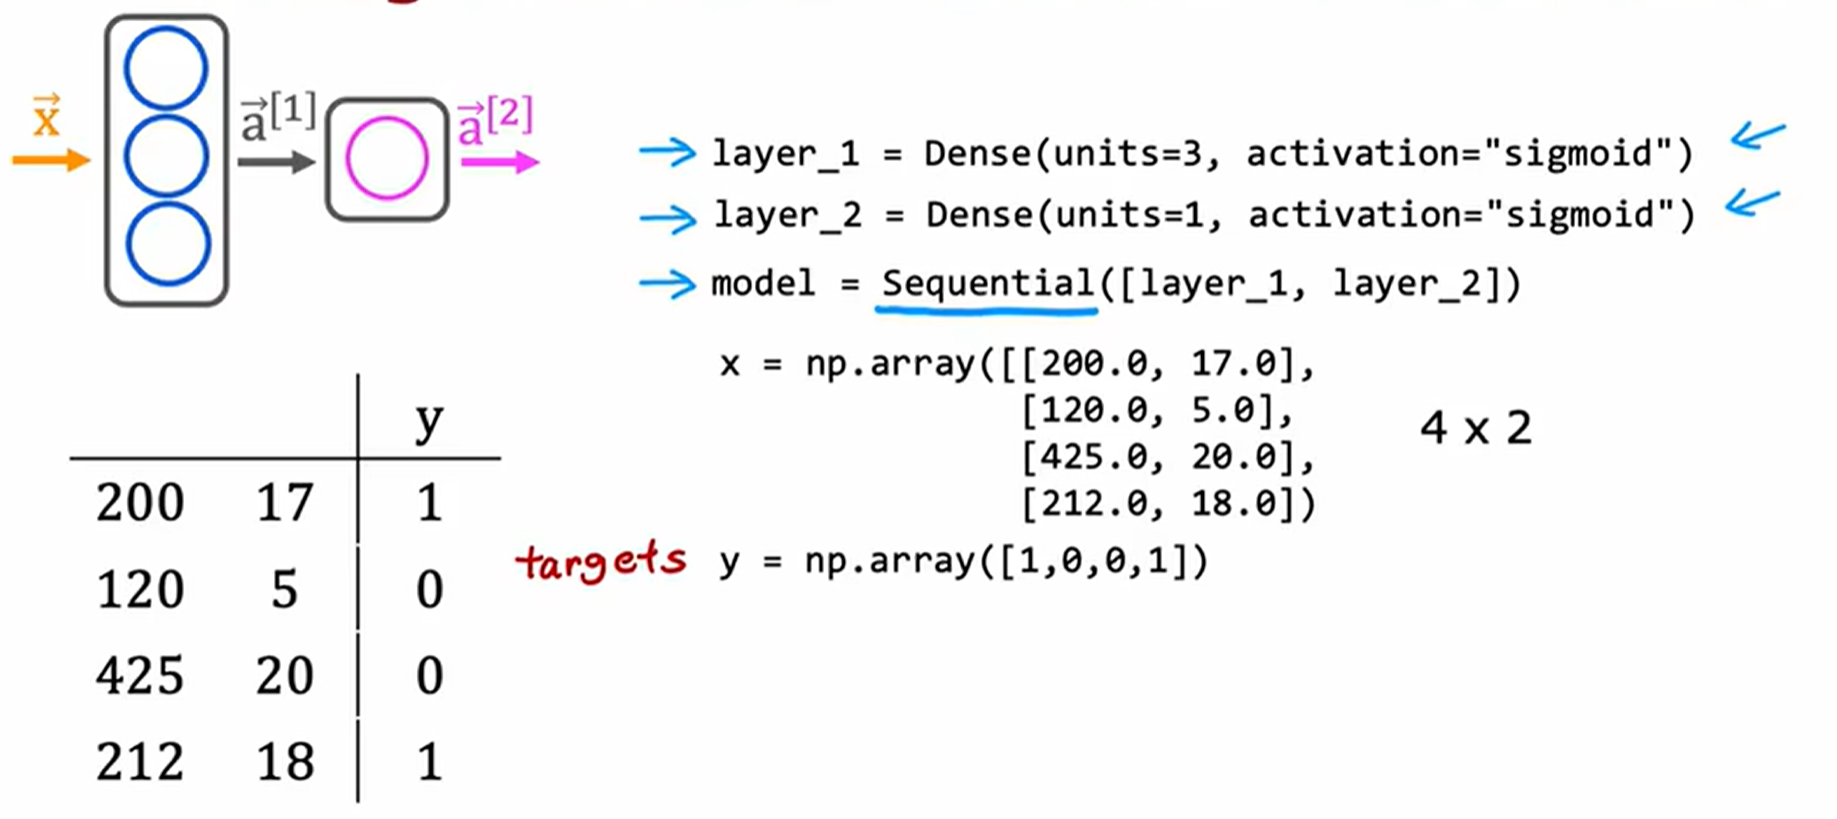 x⃗
a⃗[1]
a⃗[2]
layer_1 = Dense(units=3, activation="sigmoid")
layer_2 = Dense(units=1, activation="sigmoid")
model = Sequential([layer_1, layer_2])
x = np.array([[200.0, 17.0],
[120.0, 5.0],
[425.0, 20.0],
[212.0, 18.0])
4 x 2
targets y = np.array([1,0,0,1])
y
200 17 1
120 5 0
425 20 0
212 18 1